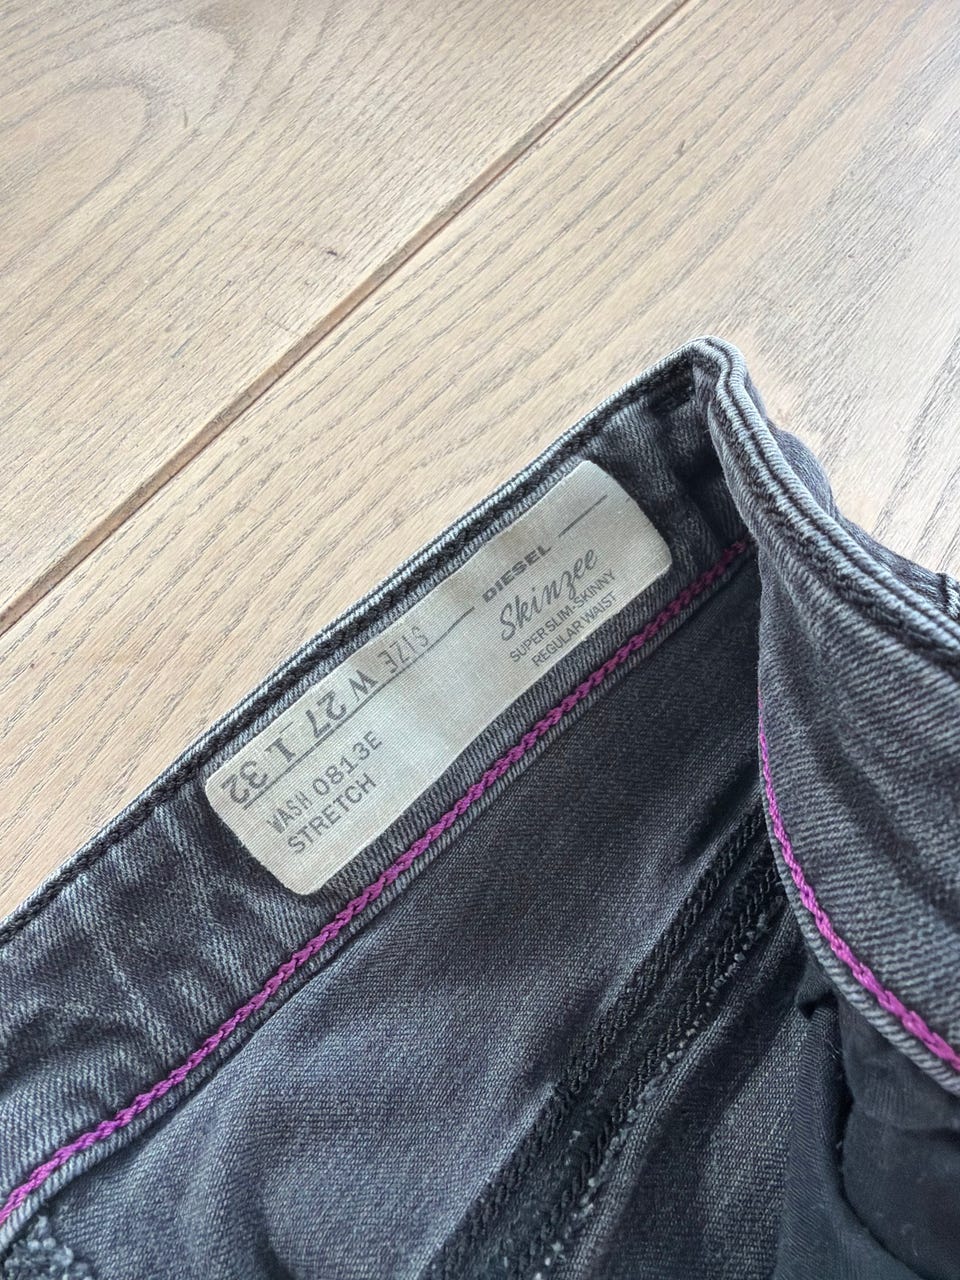 DIESEL
Skinzee
SUPER SLIM-SKINNY
REGULAR WAIST
SIZE
W 27 L 32
WASH 0813E
STRETCH